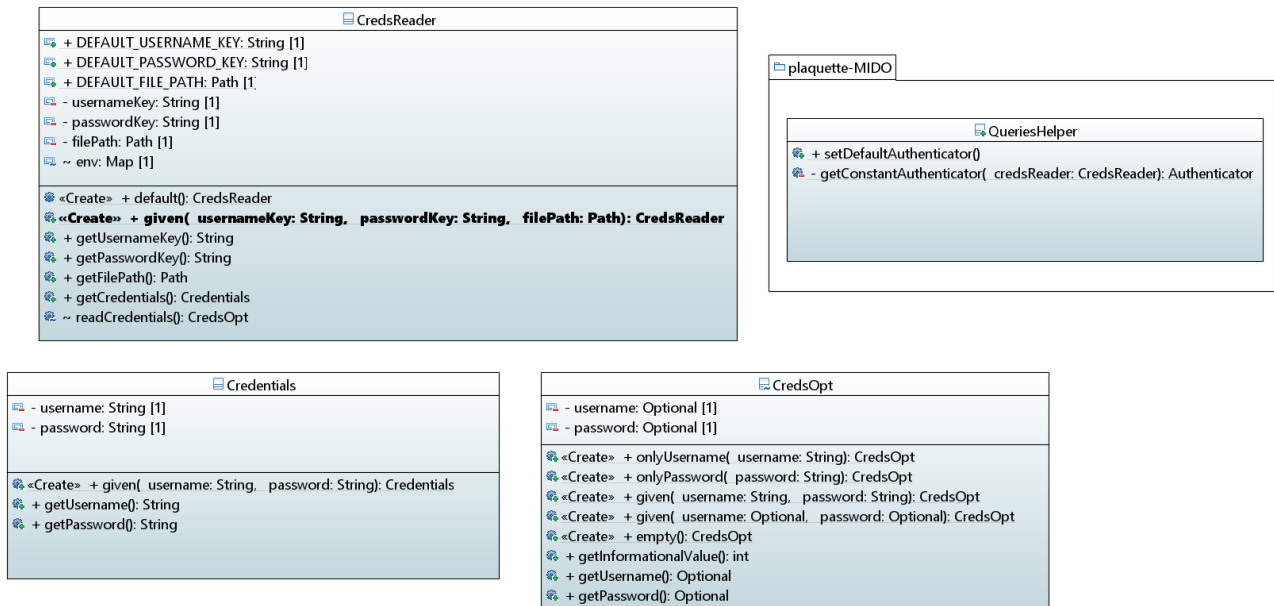 CredsReader
+ DEFAULT_USERNAME_KEY: String [1]
+ DEFAULT_PASSWORD_KEY: String [1]
+ DEFAULT_FILE_PATH: Path [1]
- usernameKey: String [1]
- passwordKey: String [1]
- filePath: Path [1]
~ env: Map [1]
«Create» + default(): CredsReader
«Create» + given( usernameKey: String, passwordKey: String, filePath: Path): CredsReader
+ getUsernameKey(): String
+ getPasswordKey(): String
+ getFilePath(): Path
+ getCredentials(): Credentials
~ readCredentials(): CredsOpt
plaquette-MIDO
QueriesHelper
+ setDefaultAuthenticator()
- getConstantAuthenticator( credsReader: CredsReader): Authenticator
Credentials
- username: String [1]
- password: String [1]
«Create» + given( username: String, password: String): Credentials
+ getUsername(): String
+ getPassword(): String
CredsOpt
- username: Optional [1]
- password: Optional [1]
«Create» + onlyUsername( username: String): CredsOpt
«Create» + onlyPassword( password: String): CredsOpt
«Create» + given( username: String, password: String): CredsOpt
«Create» + given( username: Optional, password: Optional): CredsOpt
«Create» + empty(): CredsOpt
+ getInformationalValue(): int
+ getUsername(): Optional
+ getPassword(): Optional